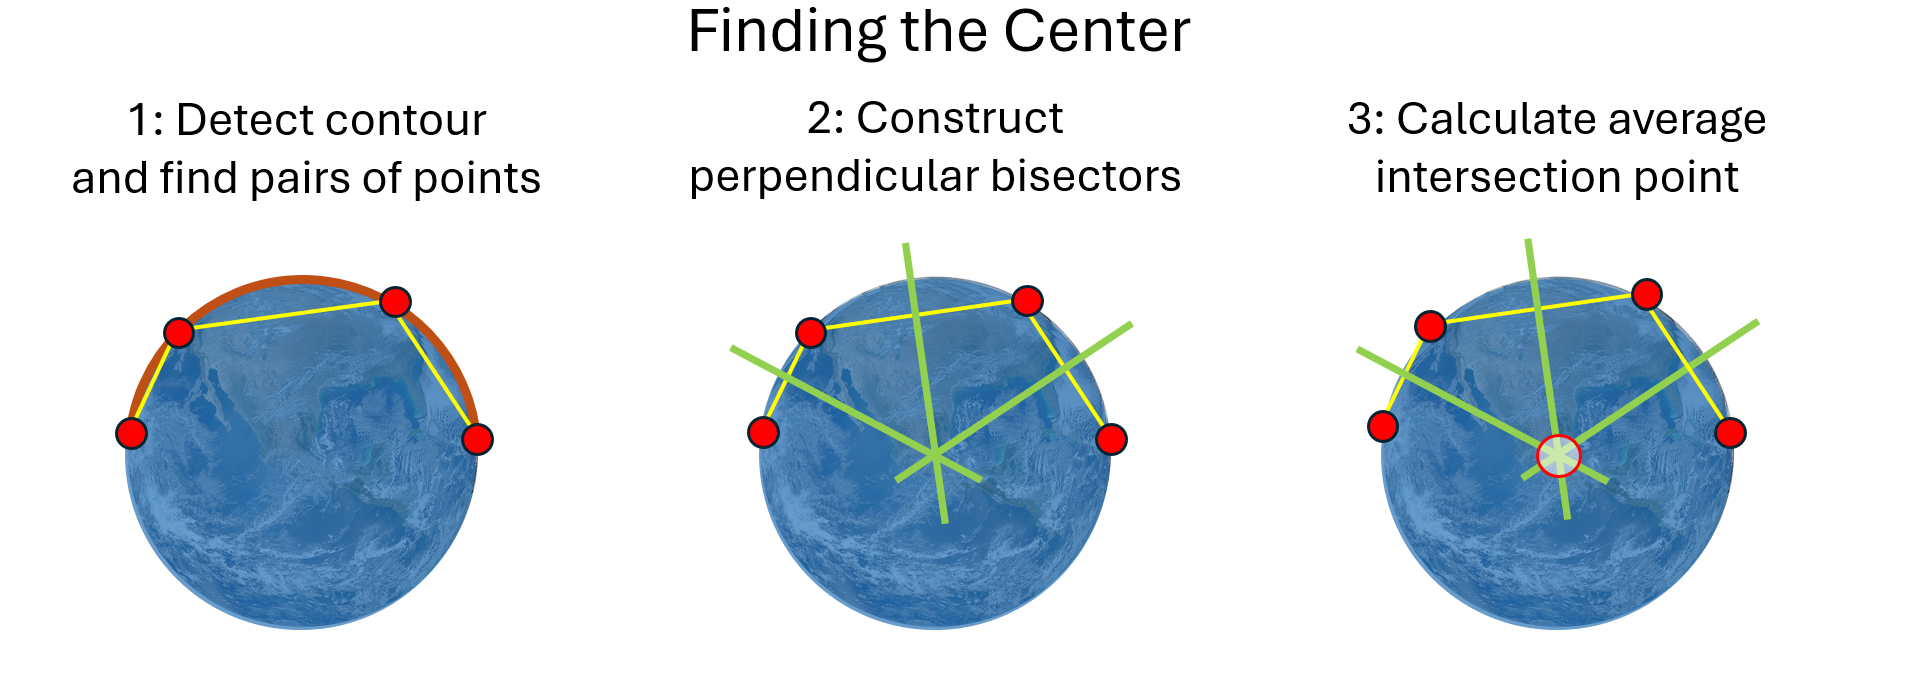 Finding the Center
1: Detect contour
and find pairs of points
2: Construct
perpendicular bisectors
3: Calculate average
intersection point